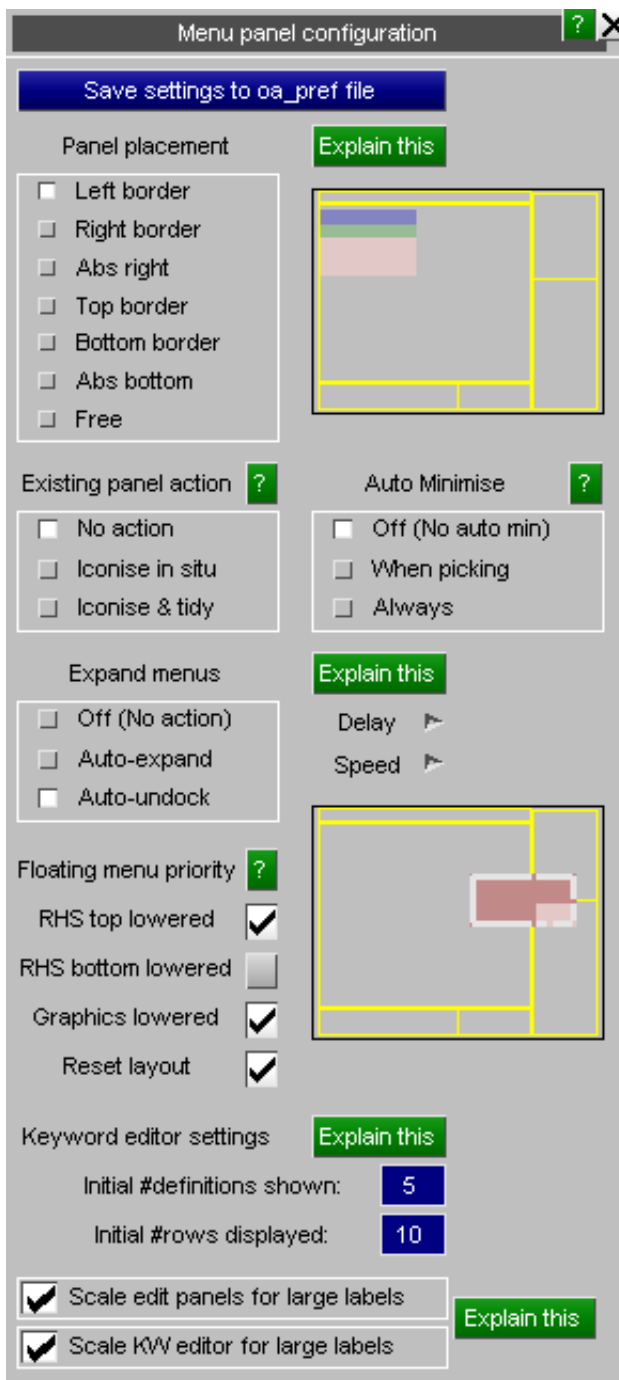 Menu panel configuration ? X
Save settings to oa_pref file
Panel placement Explain this
Left border
Right border
Abs right
Top border
Bottom border
Abs bottom
Free
Existing panel action ? Auto Minimise ?
No action Off (No auto min)
Iconise in situ When picking
Iconise & tidy Always
Expand menus Explain this
Off (No action) Delay
Auto-expand Speed
Auto-undock
Floating menu priority ?
RHS top lowered
RHS bottom lowered
Graphics lowered
Reset layout
Keyword editor settings Explain this
Initial #definitions shown: 5
Initial #rows displayed: 10
Scale edit panels for large labels
Explain this
Scale KW editor for large labels